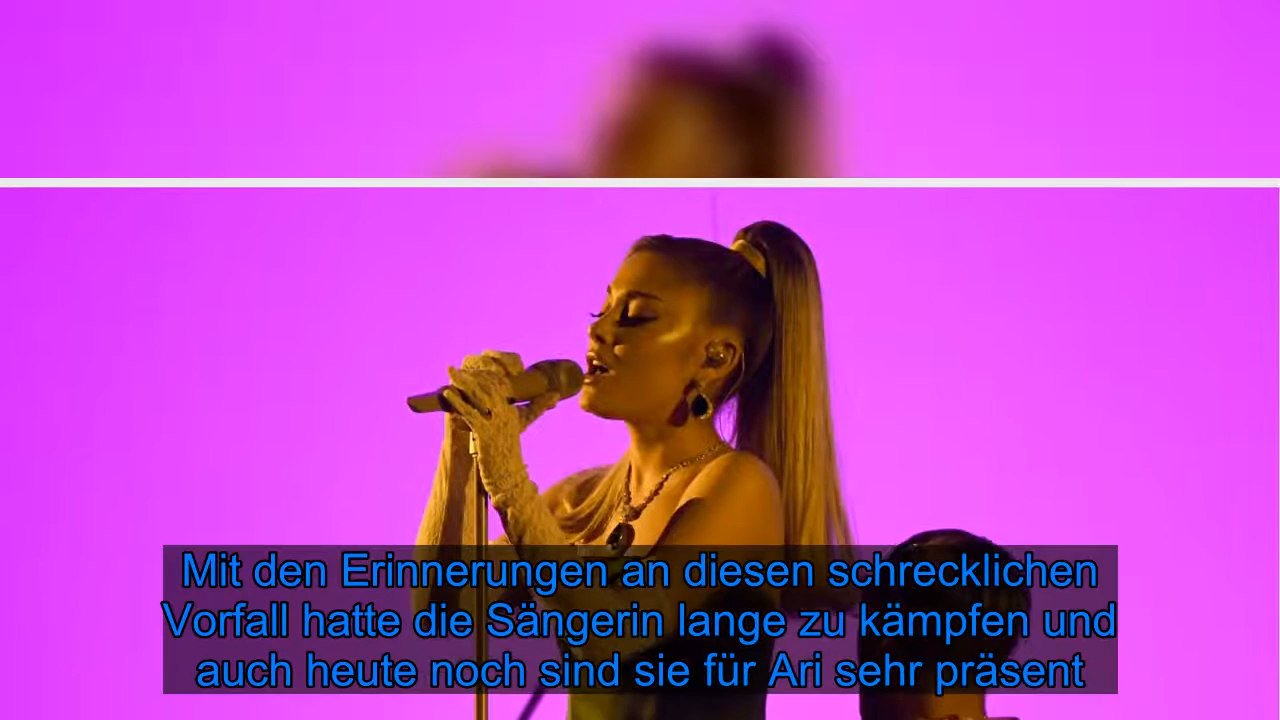 Mit den Erinnerungen an diesen schrecklichen
Vorfall hatte die Sängerin lange zu kämpfen und
auch heute noch sind sie für Ari sehr präsent